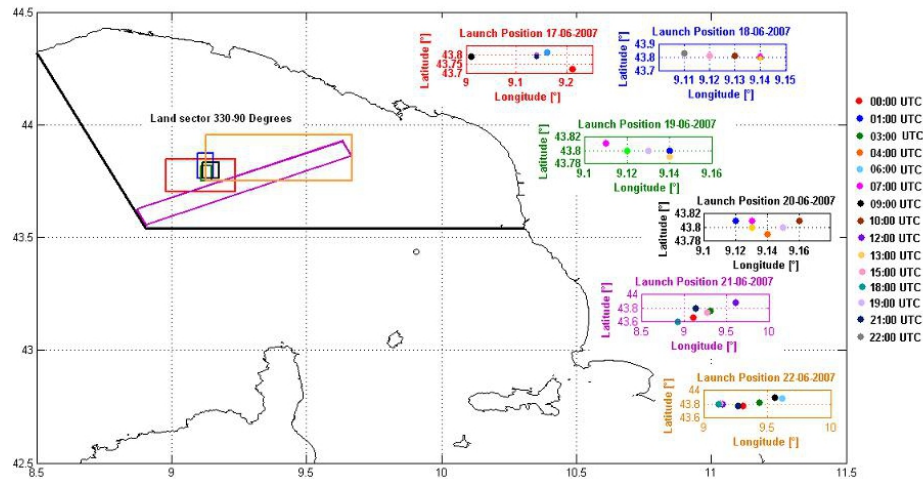 44.5
44
43.5
43
42.5
8.5 9 9.5 10 10.5 11 11.5
Land sector 330-90 Degrees
Launch Position 17-06-2007
Latitude [°]
43.8
43.75
43.7
9 9.1 9.2
Longitude [°]
Launch Position 18-06-2007
Latitude [°]
43.9
43.8
43.7
9.11 9.12 9.13 9.14 9.15
Longitude [°]
Launch Position 19-06-2007
Latitude [°]
43.82
43.8
43.78
9.1 9.12 9.14 9.16
Longitude [°]
Launch Position 20-06-2007
Latitude [°]
43.82
43.8
43.78
9.1 9.12 9.14 9.16
Longitude [°]
Launch Position 21-06-2007
Latitude [°]
44
43.8
43.6
8.5 9 9.5 10
Longitude [°]
Launch Position 22-06-2007
Latitude [°]
44
43.8
43.6
9 9.5 10
Longitude [°]
00:00 UTC
01:00 UTC
03:00 UTC
04:00 UTC
06:00 UTC
07:00 UTC
09:00 UTC
10:00 UTC
12:00 UTC
13:00 UTC
15:00 UTC
18:00 UTC
19:00 UTC
21:00 UTC
22:00 UTC